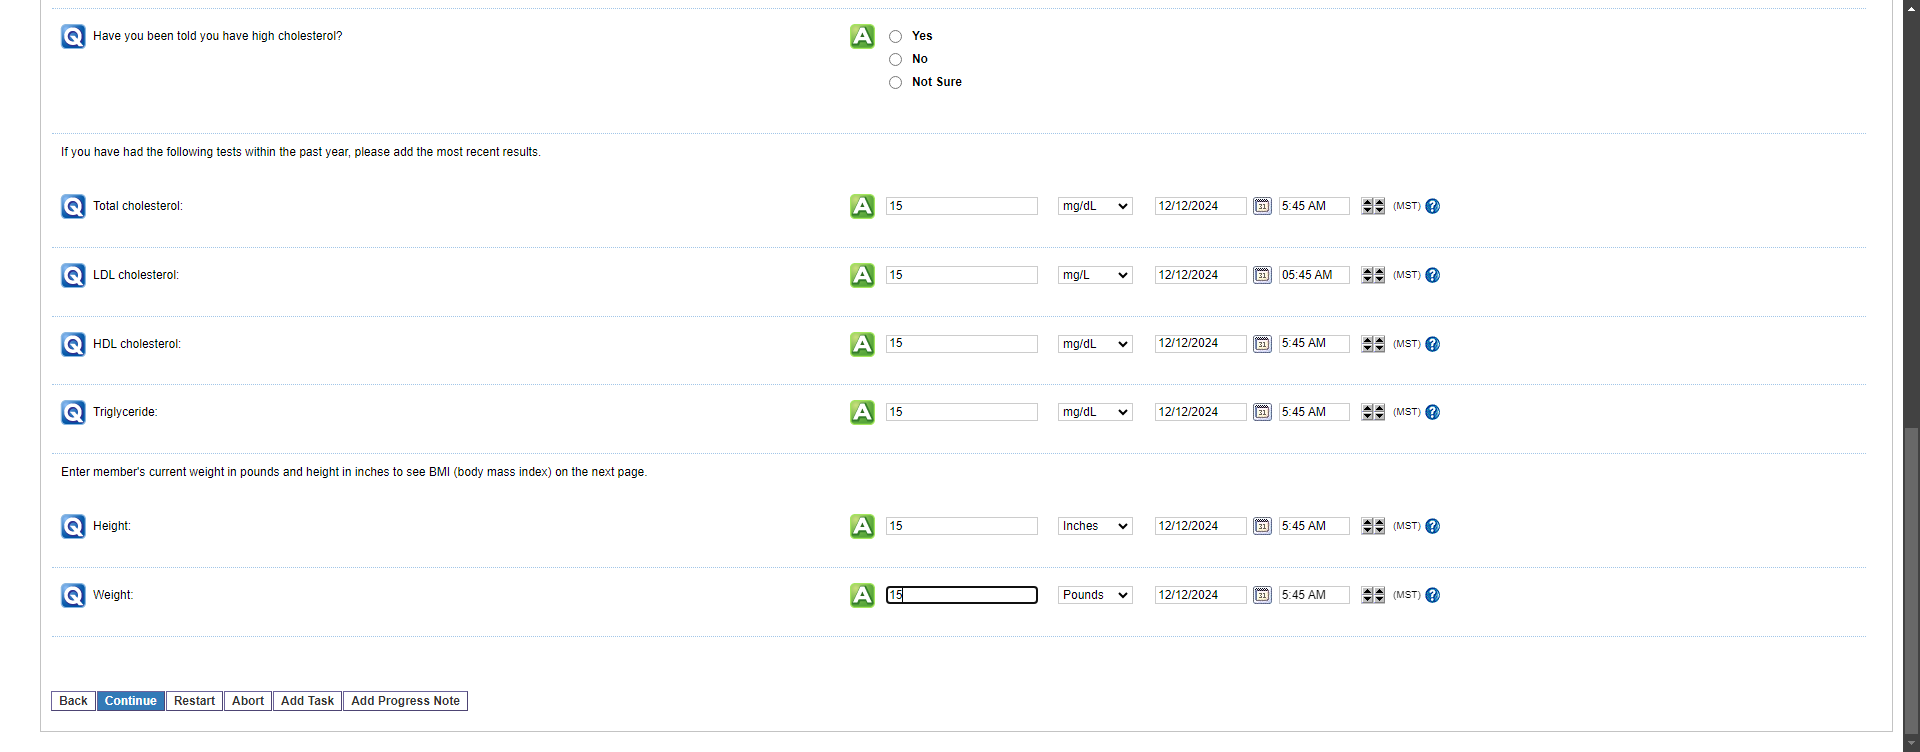 Q Have you been told you have high cholesterol? A Yes
No
Not Sure
If you have had the following tests within the past year, please add the most recent results.
Q Total cholesterol: A 15 mg/dL 12/12/2024 31 5:45 AM (MST) ?
Q LDL cholesterol: A 15 mg/L 12/12/2024 31 05:45 AM (MST) ?
Q HDL cholesterol: A 15 mg/dL 12/12/2024 31 5:45 AM (MST) ?
Q Triglyceride: A 15 mg/dL 12/12/2024 31 5:45 AM (MST) ?
Enter member's current weight in pounds and height in inches to see BMI (body mass index) on the next page.
Q Height: A 15 Inches 12/12/2024 31 5:45 AM (MST) ?
Q Weight: A 15 Pounds 12/12/2024 31 5:45 AM (MST) ?
Back Continue Restart Abort Add Task Add Progress Note